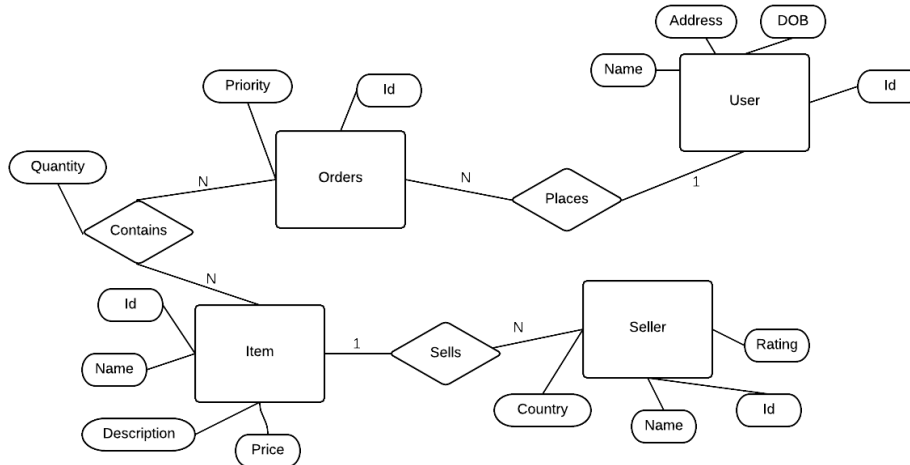 Address
DOB
Name
User
Id
Priority
Id
Orders
Quantity
N
N
Places
1
Contains
N
Id
Item
1
Sells
N
Seller
Rating
Name
Country
Name
Id
Description
Price